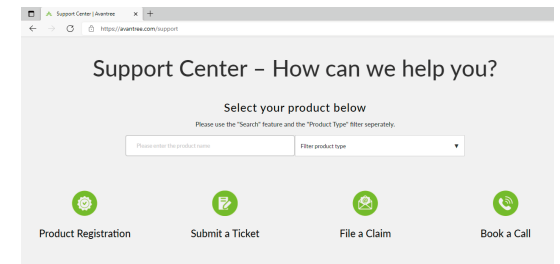 Support Center | Avantree
https://avantree.com/support
Support Center – How can we help you?
Select your product below
Please use the "Search" feature and the "Product Type" filter seperately.
Please enter the product name
Filter product type
Product Registration
Submit a Ticket
File a Claim
Book a Call